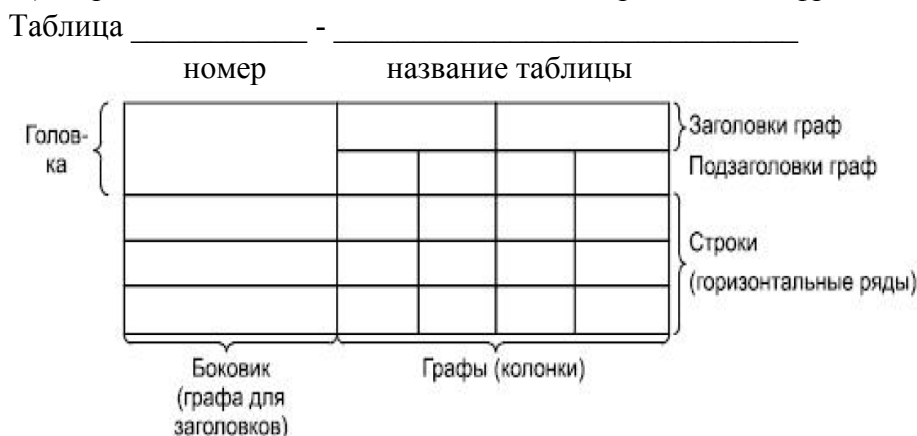 Таблица ___________ - _____________________________
номер название таблицы
Голов-
ка
Заголовки граф
Подзаголовки граф
Строки
(горизонтальные ряды)
Боковик
(графа для
заголовков)
Графы (колонки)